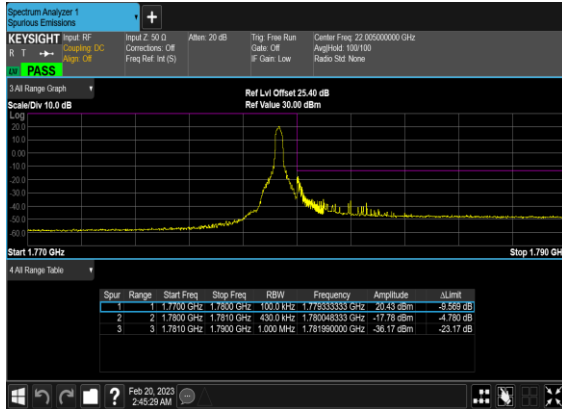 Spectrum Analyzer 1
Spurious Emissions
KEYSIGHT
R T
Input: RF
Coupling: DC
Align: Off
Input Z: 50 Ω
Corrections: Off
Freq Ref: Int (S)
Atten: 20 dB
Trig: Free Run
Gate: Off
IF Gain: Low
Center Freq: 22.005000000 GHz
Avg|Hold: 100/100
Radio Std: None
PASS
3 All Range Graph
Scale/Div 10.0 dB
Ref Lvl Offset 25.40 dB
Ref Value 30.00 dBm
Log
20.0
10.0
0.00
-10.0
-20.0
-30.0
-40.0
-50.0
-60.0
Start 1.770 GHz
Stop 1.790 GH
4 All Range Table
Spur Range Start Freq Stop Freq RBW Frequency Amplitude ΔLimit
1 1 1.7700 GHz 1.7800 GHz 100.0 kHz 1.779333333 GHz 20.43 dBm -9.569 dB
2 2 1.7800 GHz 1.7810 GHz 430.0 kHz 1.780048333 GHz -17.78 dBm -4.780 dB
3 3 1.7810 GHz 1.7900 GHz 1.000 MHz 1.781990000 GHz -36.17 dBm -23.17 dB
?
Feb 20, 2023
2:45:29 AM